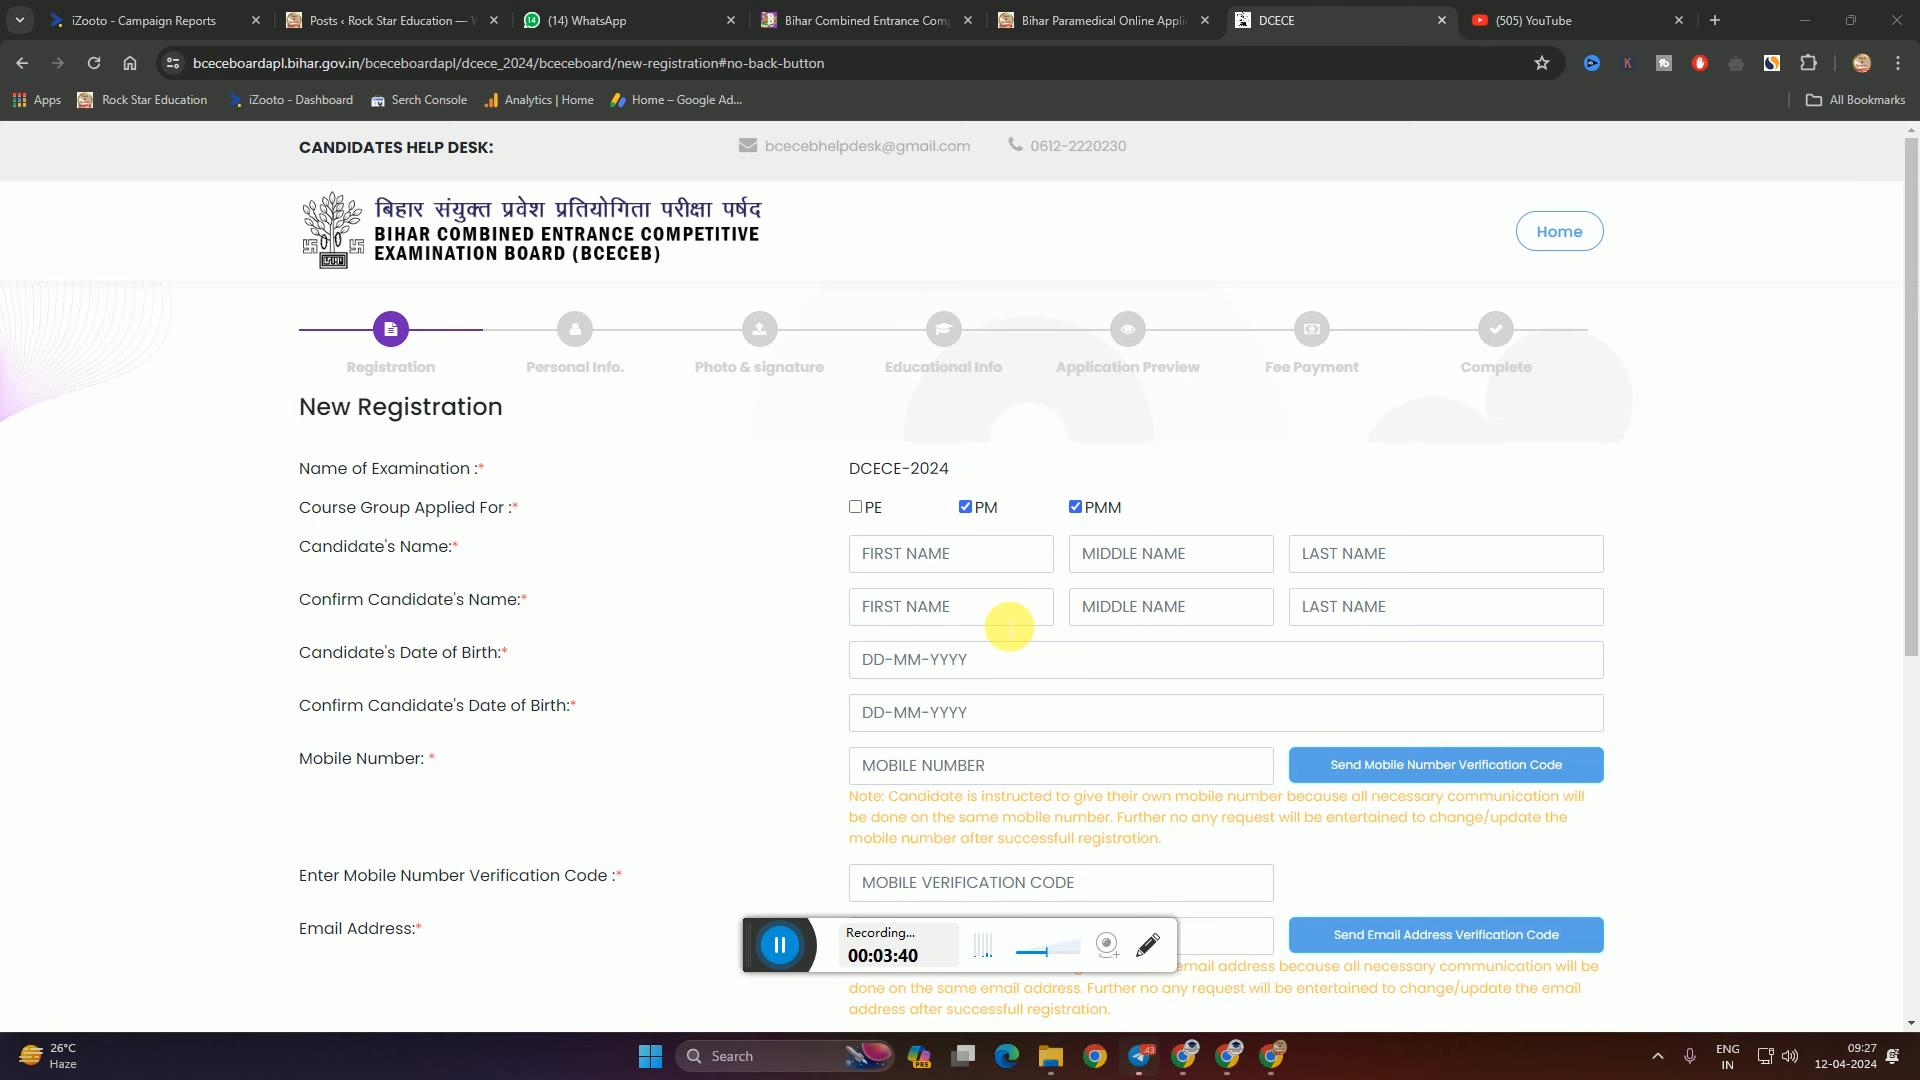 iZooto - Campaign Reports
Posts ‹ Rock Star Education —
(14) WhatsApp
Bihar Combined Entrance Com
Bihar Paramedical Online Appli
DCECE
(505) YouTube
bceceboardapl.bihar.gov.in/bceceboardapl/dcece_2024/bceceboard/new-registration#no-back-button
Apps
Rock Star Education
iZooto - Dashboard
Serch Console
Analytics | Home
Home – Google Ad...
All Bookmarks
CANDIDATES HELP DESK:
bcecebhelpdesk@gmail.com
0612-2220230
बिहार संयुक्त प्रवेश प्रतियोगिता परीक्षा पर्षद
BIHAR COMBINED ENTRANCE COMPETITIVE
EXAMINATION BOARD (BCECEB)
Home
Registration
Personal Info.
Photo & signature
Educational Info
Application Preview
Fee Payment
Complete
New Registration
Name of Examination :*
DCECE-2024
Course Group Applied For :*
PE
PM
PMM
Candidate's Name:*
FIRST NAME
MIDDLE NAME
LAST NAME
Confirm Candidate's Name:*
FIRST NAME
MIDDLE NAME
LAST NAME
Candidate's Date of Birth:*
DD-MM-YYYY
Confirm Candidate's Date of Birth:*
DD-MM-YYYY
Mobile Number: *
MOBILE NUMBER
Send Mobile Number Verification Code
Note: Candidate is instructed to give their own mobile number because all necessary communication will
be done on the same mobile number. Further no any request will be entertained to change/update the
mobile number after successfull registration.
Enter Mobile Number Verification Code :*
MOBILE VERIFICATION CODE
Email Address:*
Send Email Address Verification Code
Recording...
00:03:40
email address because all necessary communication will be
done on the same email address. Further no any request will be entertained to change/update the email
address after successfull registration.
26°C
Haze
Search
PRE
43
ENG
IN
09:27
12-04-2024